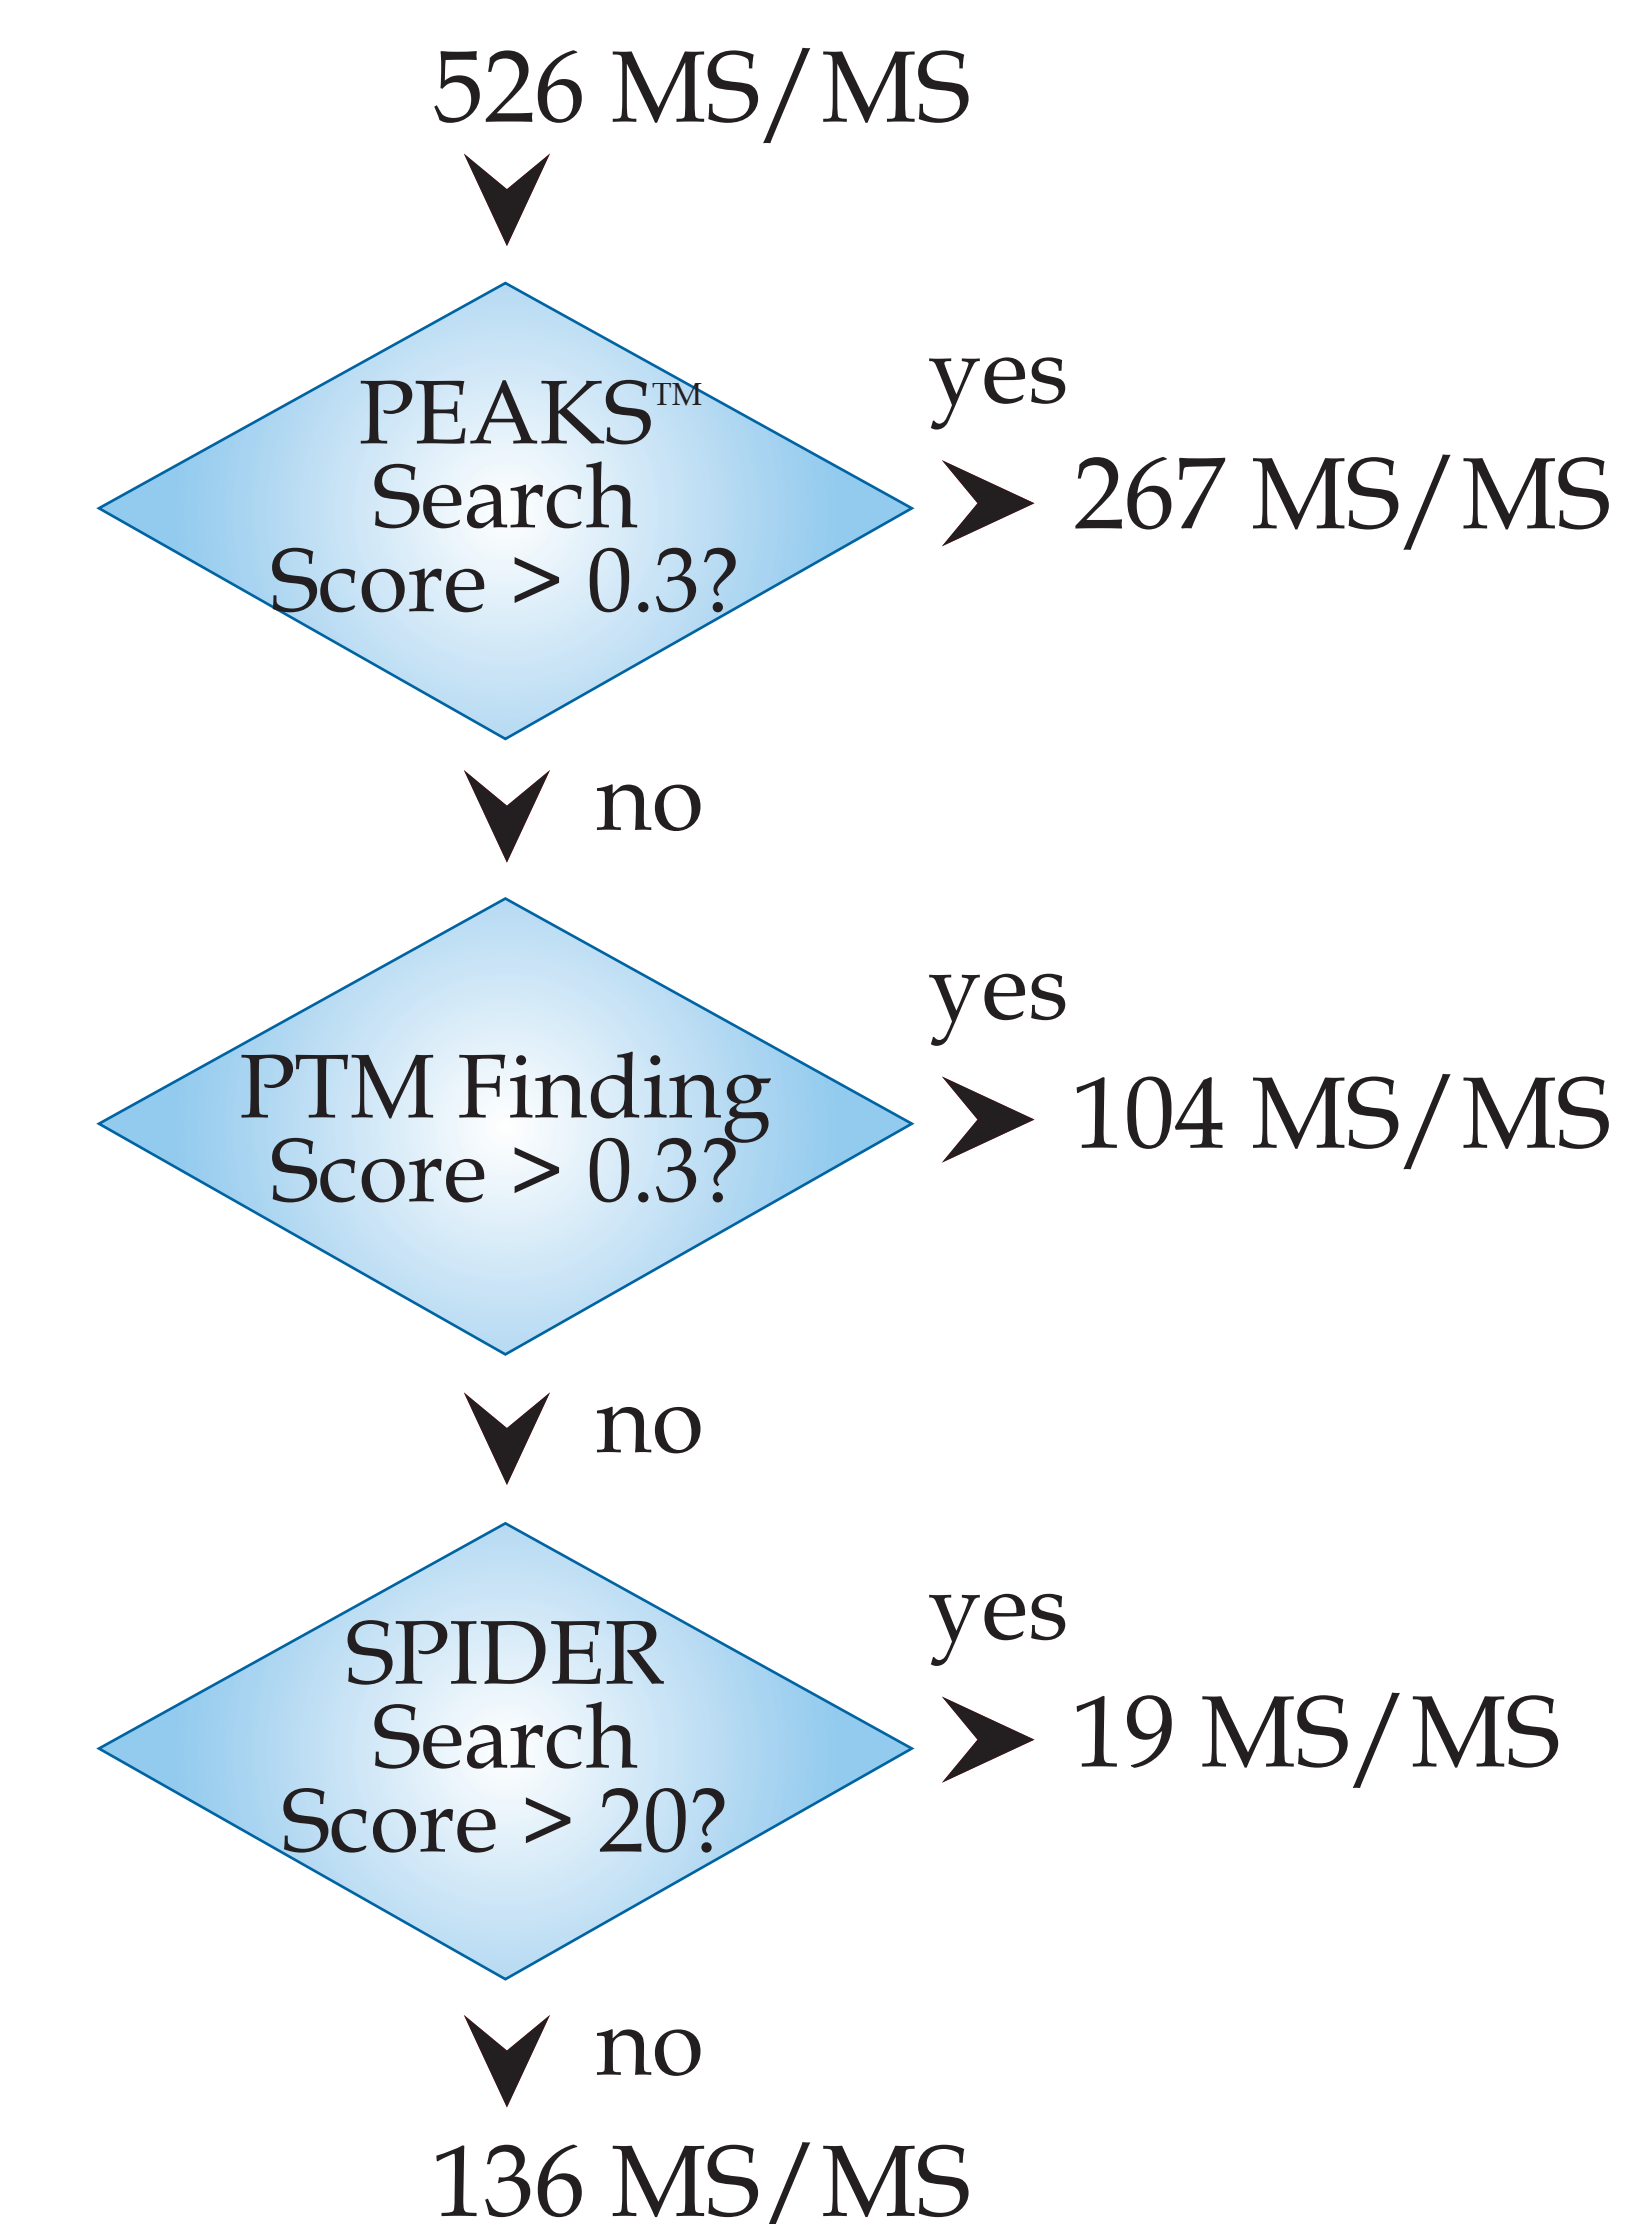 526 MS/MS
PEAKS™
Search
Score > 0.3?
yes
267 MS/MS
no
PTM Finding
Score > 0.3?
yes
104 MS/MS
no
SPIDER
Search
Score > 20?
yes
19 MS/MS
no
136 MS/MS